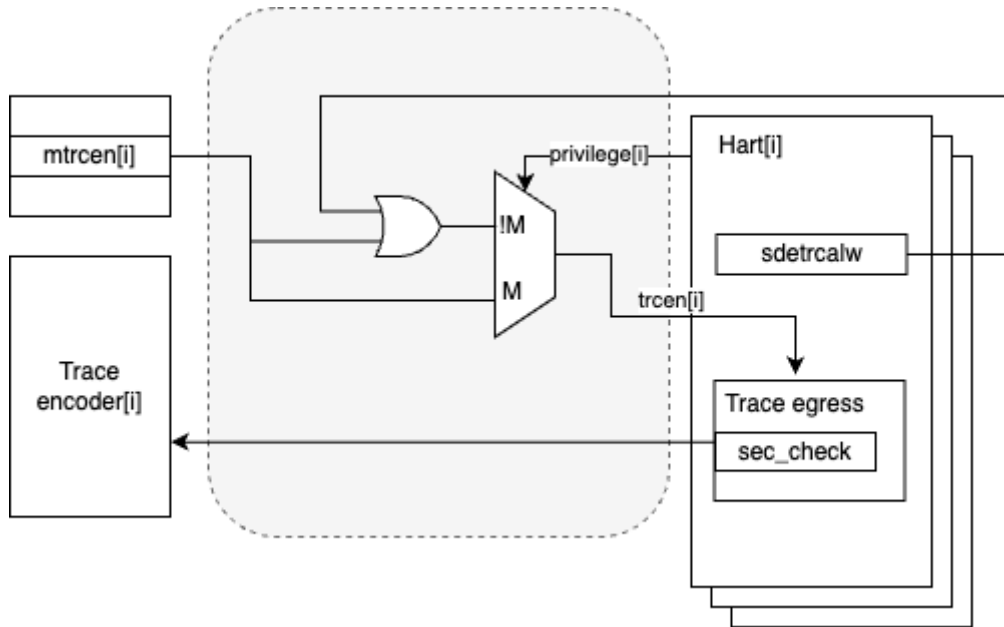 mtrcen[i]
privilege[i]
Hart[i]
!M
M
sdetrcalw
trcen[i]
Trace
encoder[i]
Trace egress
sec_check